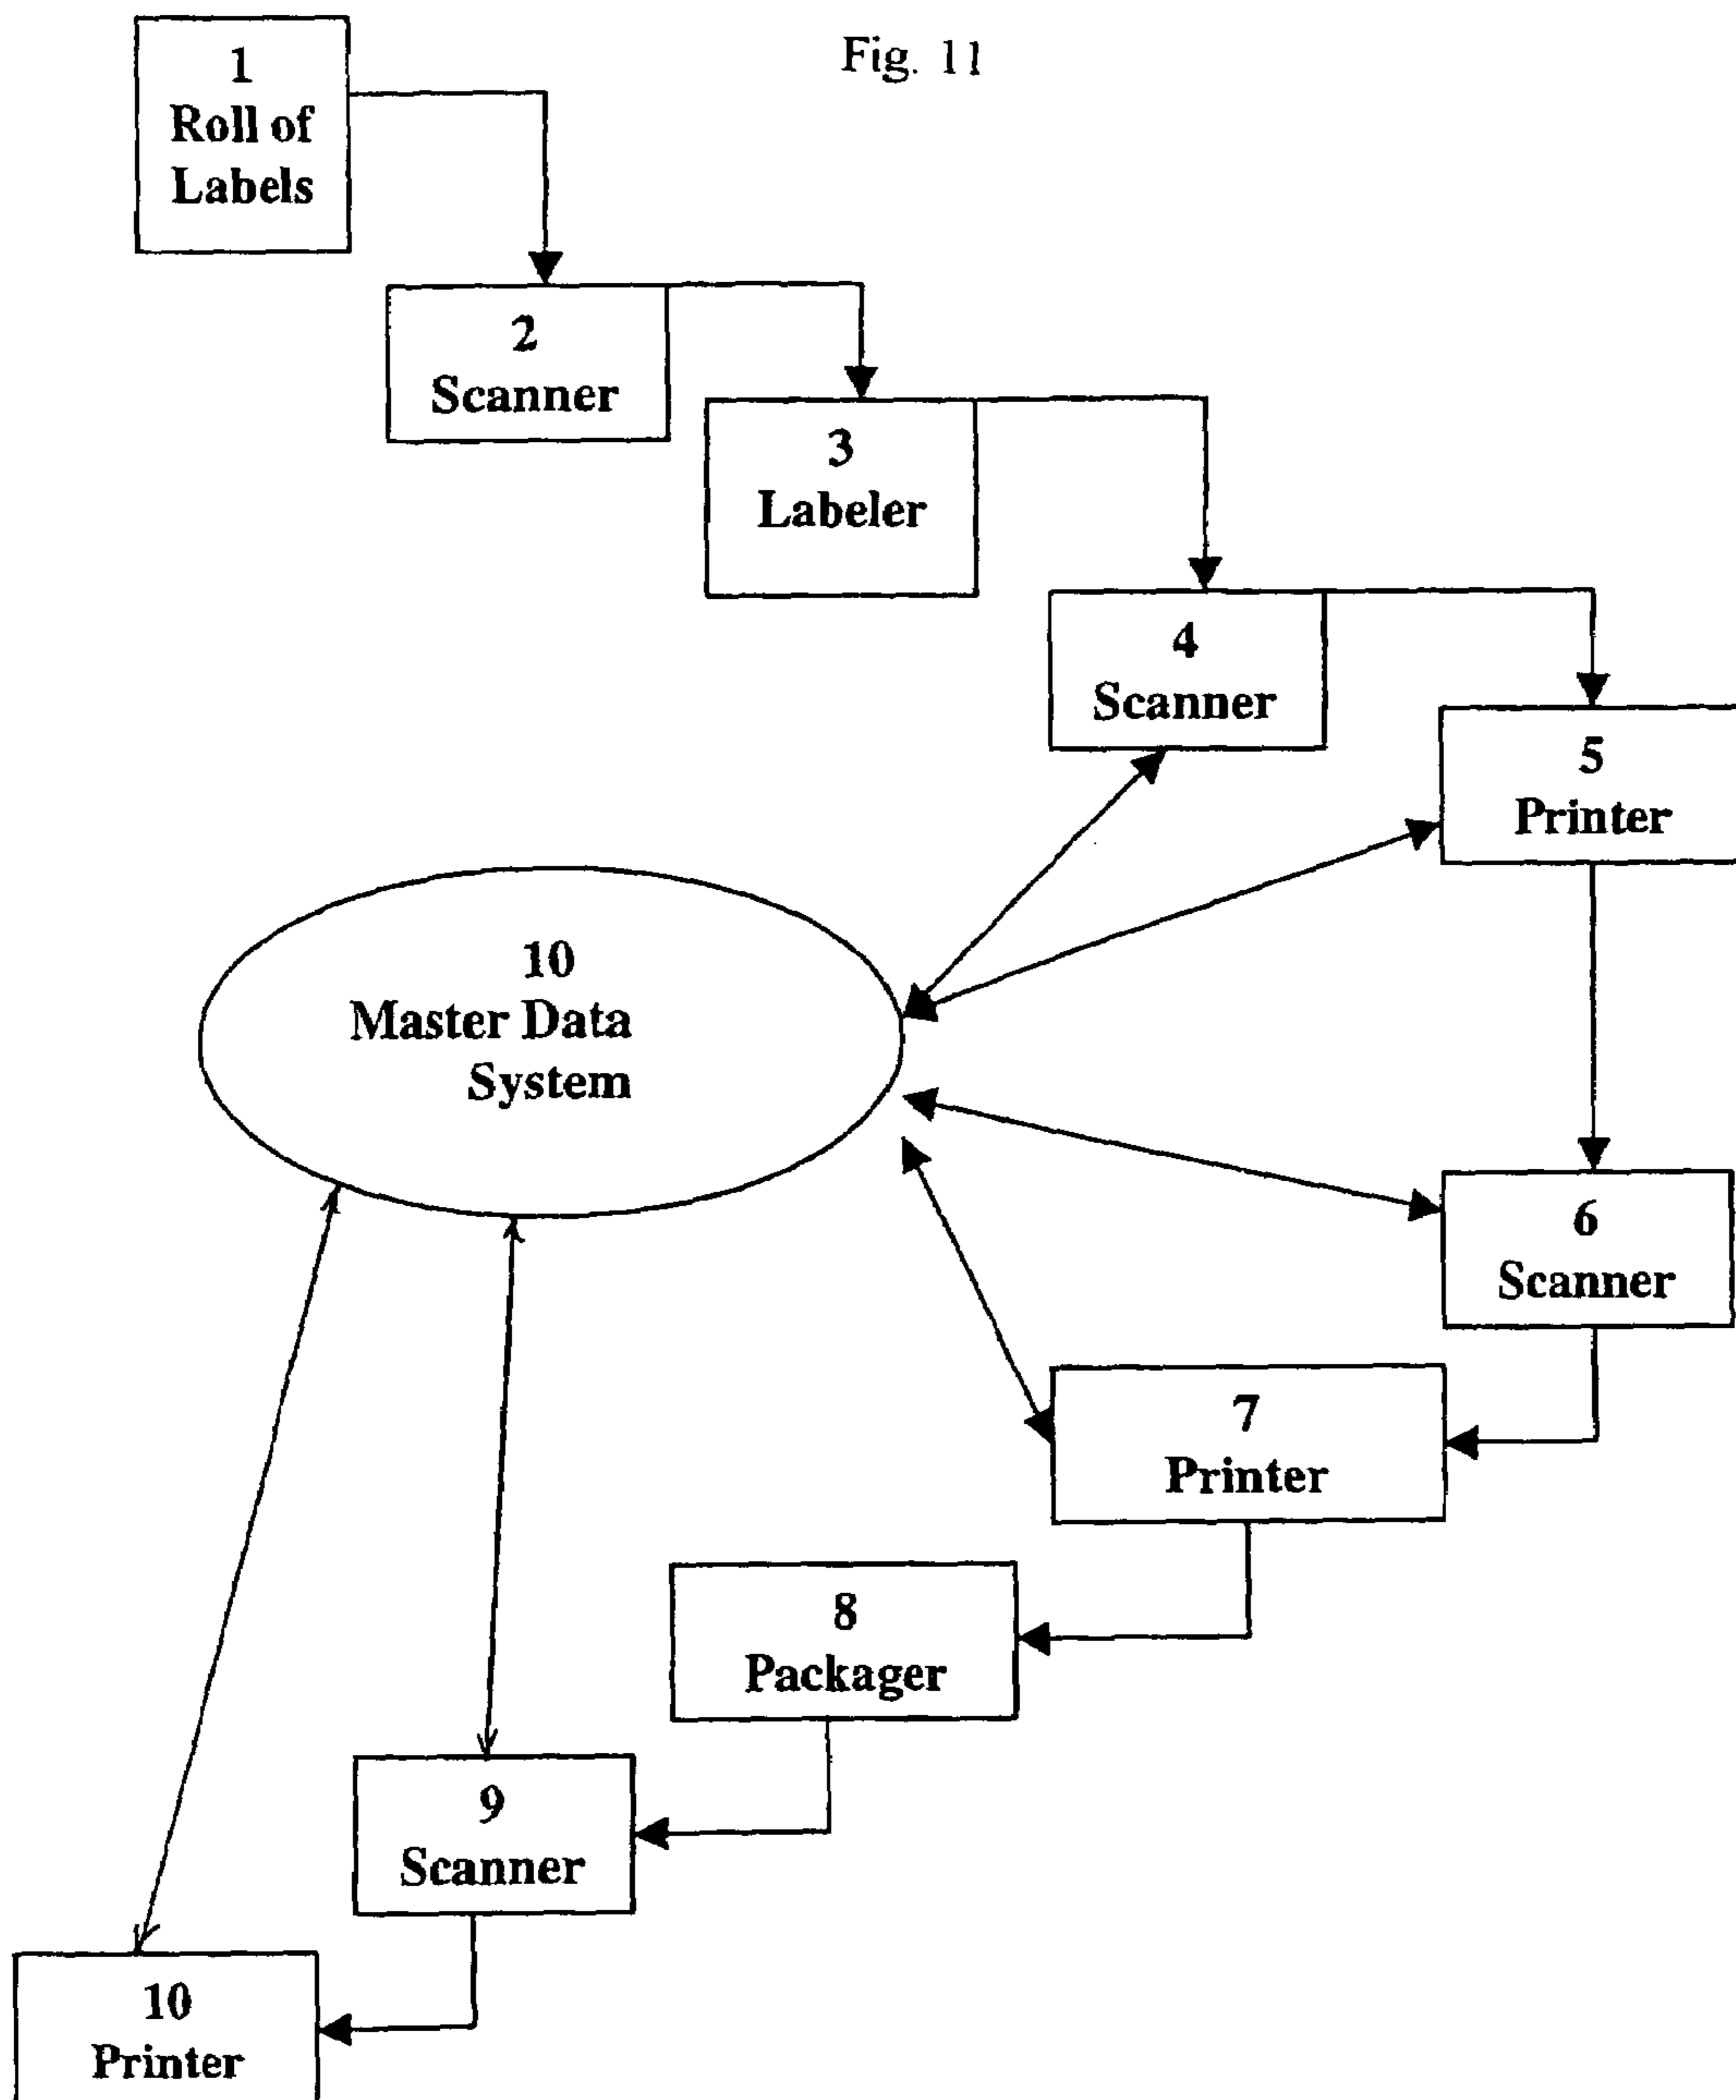 Fig. 11
1
Roll of
Labels
2
Scanner
3
Labeler
4
Scanner
5
Printer
10
Master Data
System
6
Scanner
7
Printer
8
Packager
9
Scanner
10
Printer